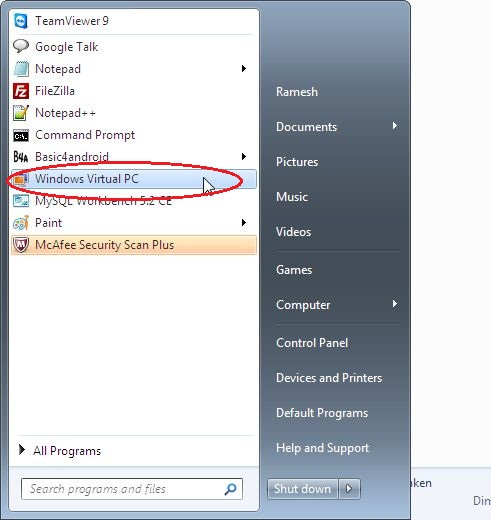 TeamViewer 9
Google Talk
Notepad
FileZilla
Notepad++
Command Prompt
Basic4android
Windows Virtual PC
MySQL Workbench 5.2 CE
Paint
McAfee Security Scan Plus
All Programs
Search programs and files
Ramesh
Documents
Pictures
Music
Videos
Games
Computer
Control Panel
Devices and Printers
Default Programs
Help and Support
Shut down
aken
Dim